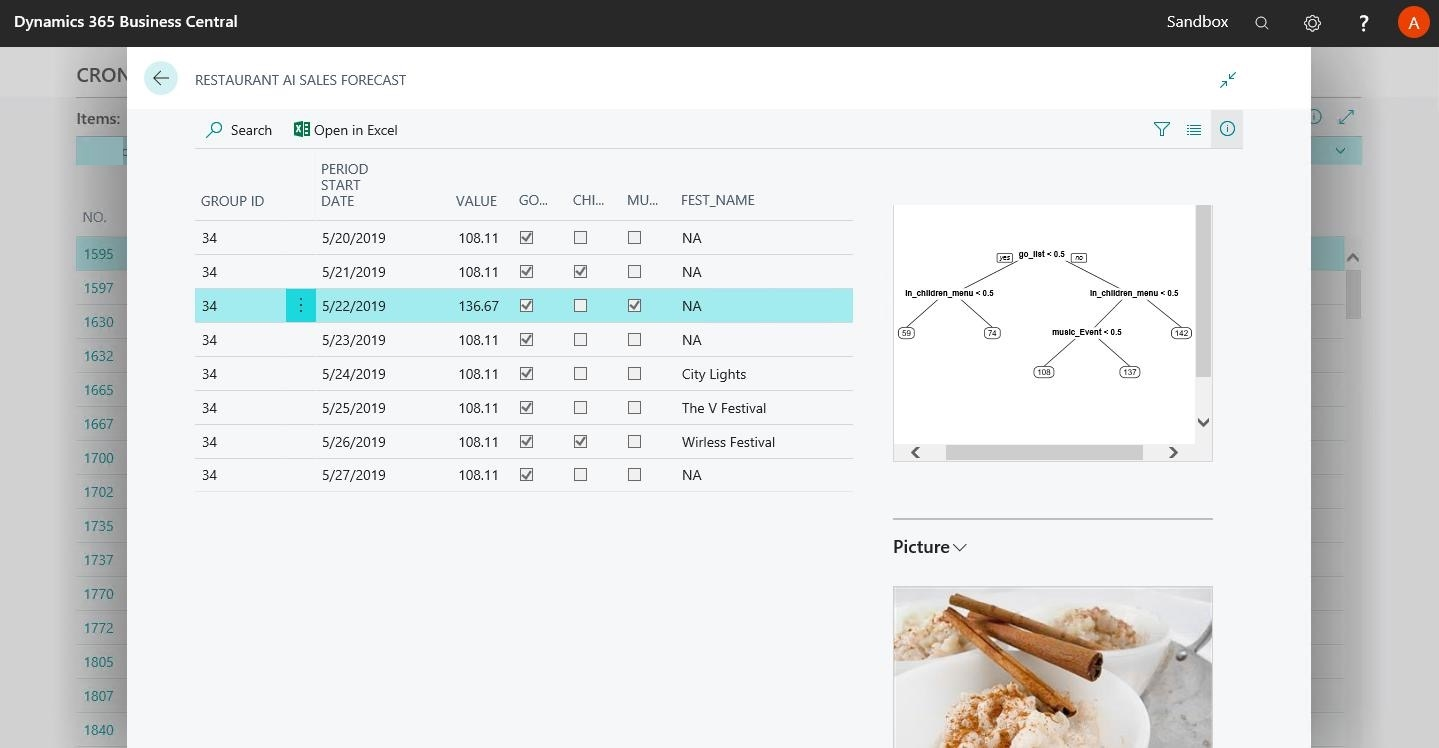 Dynamics 365 Business Central
Sandbox
?
A
CRON
RESTAURANT AI SALES FORECAST
Items:
Search
Open in Excel
NO.
GROUP ID
PERIOD
START
DATE
VALUE
GO...
CHI...
MU...
FEST_NAME
34 5/20/2019 108.11 NA
34 5/21/2019 108.11 NA
34 5/22/2019 136.67 NA
34 5/23/2019 108.11 NA
34 5/24/2019 108.11 City Lights
34 5/25/2019 108.11 The V Festival
34 5/26/2019 108.11 Wirless Festival
34 5/27/2019 108.11 NA
yes go_list < 0.5 no
in_children_menu < 0.5 in_children_menu < 0.5
59 74 music_Event < 0.5 142
108 137
Picture
1595
1597
1630
1632
1665
1667
1700
1702
1735
1737
1770
1772
1805
1807
1840